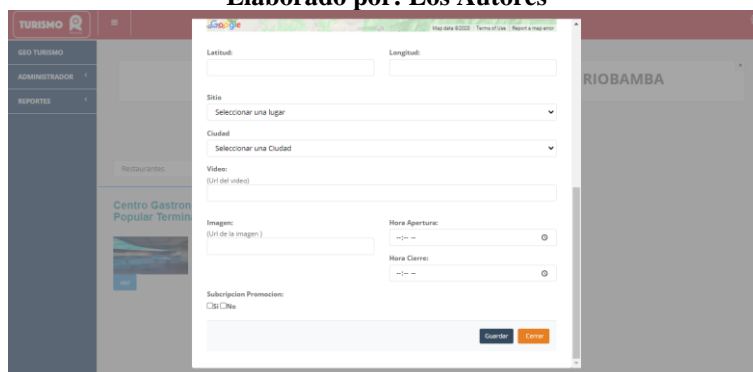 Elaborado por: Los Autores
TURISMO
Google
Map data ©2020 Terms of Use Report a map error
GEO TURISMO
ADMINISTRADOR
REPORTES
RIOBAMBA
Latitud:
Longitud:
Sitio
Seleccionar una lugar
Ciudad
Seleccionar una Ciudad
Restaurantes
Video:
(Url del video)
Centro Gastron
Popular Termin
Imagen:
(Url de la imagen )
Hora Aperture:
--:-- --
Hora Cierre:
--:-- --
Subcripcion Promocion:
Si No
Guardar Cerrar